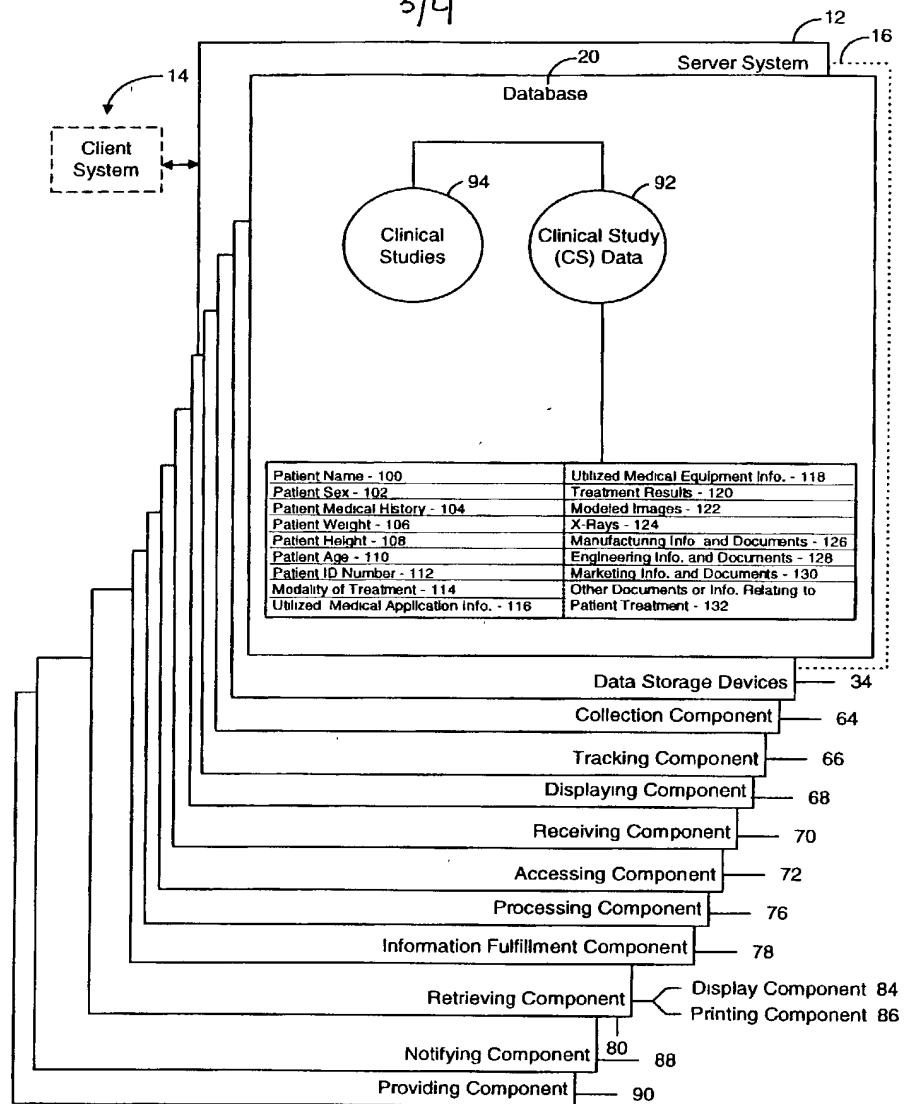 3/4
12
16
Server System
20
Database
14
Client
System
94
92
Clinical
Studies
Clinical Study
(CS) Data
Patient Name - 100
Patient Sex - 102
Patient Medical History - 104
Patient Weight - 106
Patient Height - 108
Patient Age - 110
Patient ID Number - 112
Modality of Treatment - 114
Utilized Medical Application info. - 116
Utilized Medical Equipment Info. - 118
Treatment Results - 120
Modeled Images - 122
X-Rays - 124
Manufacturing Info and Documents - 126
Engineering Info. and Documents - 128
Marketing Info. and Documents - 130
Other Documents or Info. Relating to
Patient Treatment - 132
Data Storage Devices 34
Collection Component 64
Tracking Component 66
Displaying Component 68
Receiving Component 70
Accessing Component 72
Processing Component 76
Information Fulfillment Component 78
Retrieving Component
Display Component 84
Printing Component 86
80
Notifying Component 88
Providing Component 90